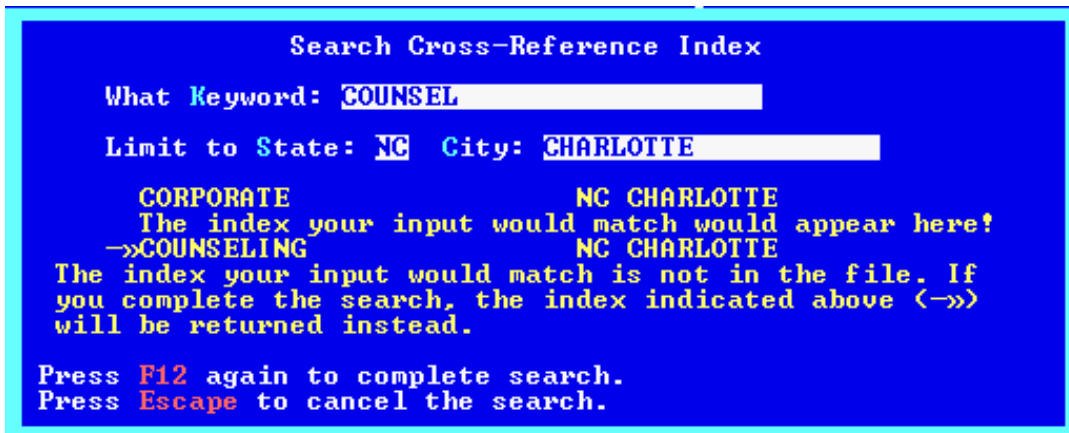 Search Cross-Reference Index
What Keyword: COUNSEL
Limit to State: NC City: CHARLOTTE
CORPORATE NC CHARLOTTE
The index your input would match would appear here!
—»COUNSELING NC CHARLOTTE
The index your input would match is not in the file. If
you complete the search, the index indicated above (—»)
will be returned instead.
Press F12 again to complete search.
Press Escape to cancel the search.